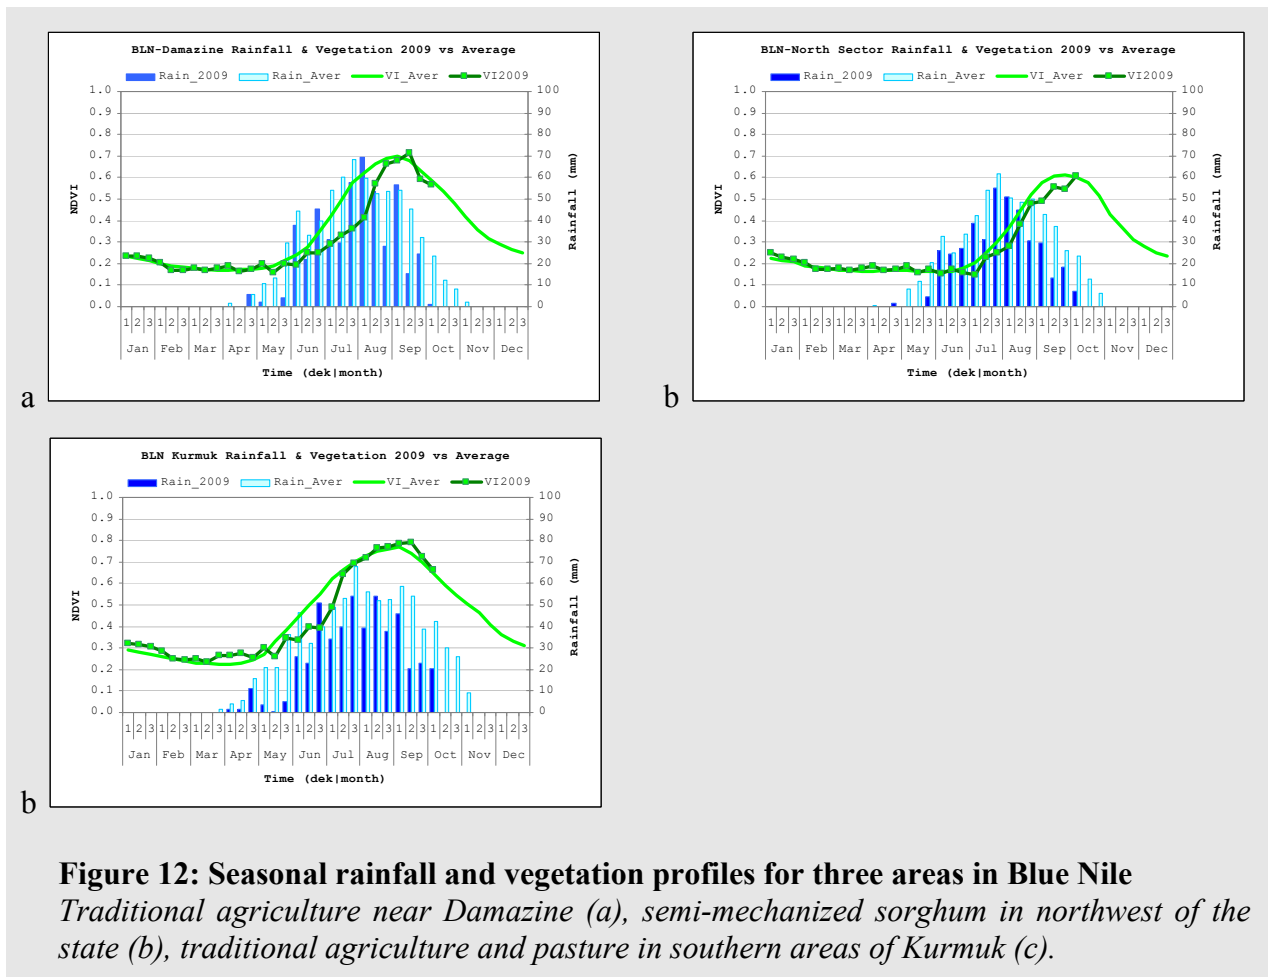 BLN-Damazine Rainfall & Vegetation 2009 vs Average
Rain_2009 Rain_Aver VI_Aver VI2009
1.0 0.9 0.8 0.7 0.6 0.5 0.4 0.3 0.2 0.1 0.0
NDVI
100 90 80 70 60 50 40 30 20 10 0
Rainfall (mm)
1 2 3 1 2 3 1 2 3 1 2 3 1 2 3 1 2 3 1 2 3 1 2 3 1 2 3 1 2 3 1 2 3 1 2 3
Jan Feb Mar Apr May Jun Jul Aug Sep Oct Nov Dec
Time (dek|month)
a
BLN-North Sector Rainfall & Vegetation 2009 vs Average
Rain_2009 Rain_Aver VI_Aver VI2009
1.0 0.9 0.8 0.7 0.6 0.5 0.4 0.3 0.2 0.1 0.0
NDVI
100 90 80 70 60 50 40 30 20 10 0
Rainfall (mm)
1 2 3 1 2 3 1 2 3 1 2 3 1 2 3 1 2 3 1 2 3 1 2 3 1 2 3 1 2 3 1 2 3 1 2 3
Jan Feb Mar Apr May Jun Jul Aug Sep Oct Nov Dec
Time (dek|month)
b
BLN Kurmuk Rainfall & Vegetation 2009 vs Average
Rain_2009 Rain_Aver VI_Aver VI2009
1.0 0.9 0.8 0.7 0.6 0.5 0.4 0.3 0.2 0.1 0.0
NDVI
100 90 80 70 60 50 40 30 20 10 0
Rainfall (mm)
1 2 3 1 2 3 1 2 3 1 2 3 1 2 3 1 2 3 1 2 3 1 2 3 1 2 3 1 2 3 1 2 3 1 2 3
Jan Feb Mar Apr May Jun Jul Aug Sep Oct Nov Dec
Time (dek|month)
b
Figure 12: Seasonal rainfall and vegetation profiles for three areas in Blue Nile
Traditional agriculture near Damazine (a), semi-mechanized sorghum in northwest of the
state (b), traditional agriculture and pasture in southern areas of Kurmuk (c).